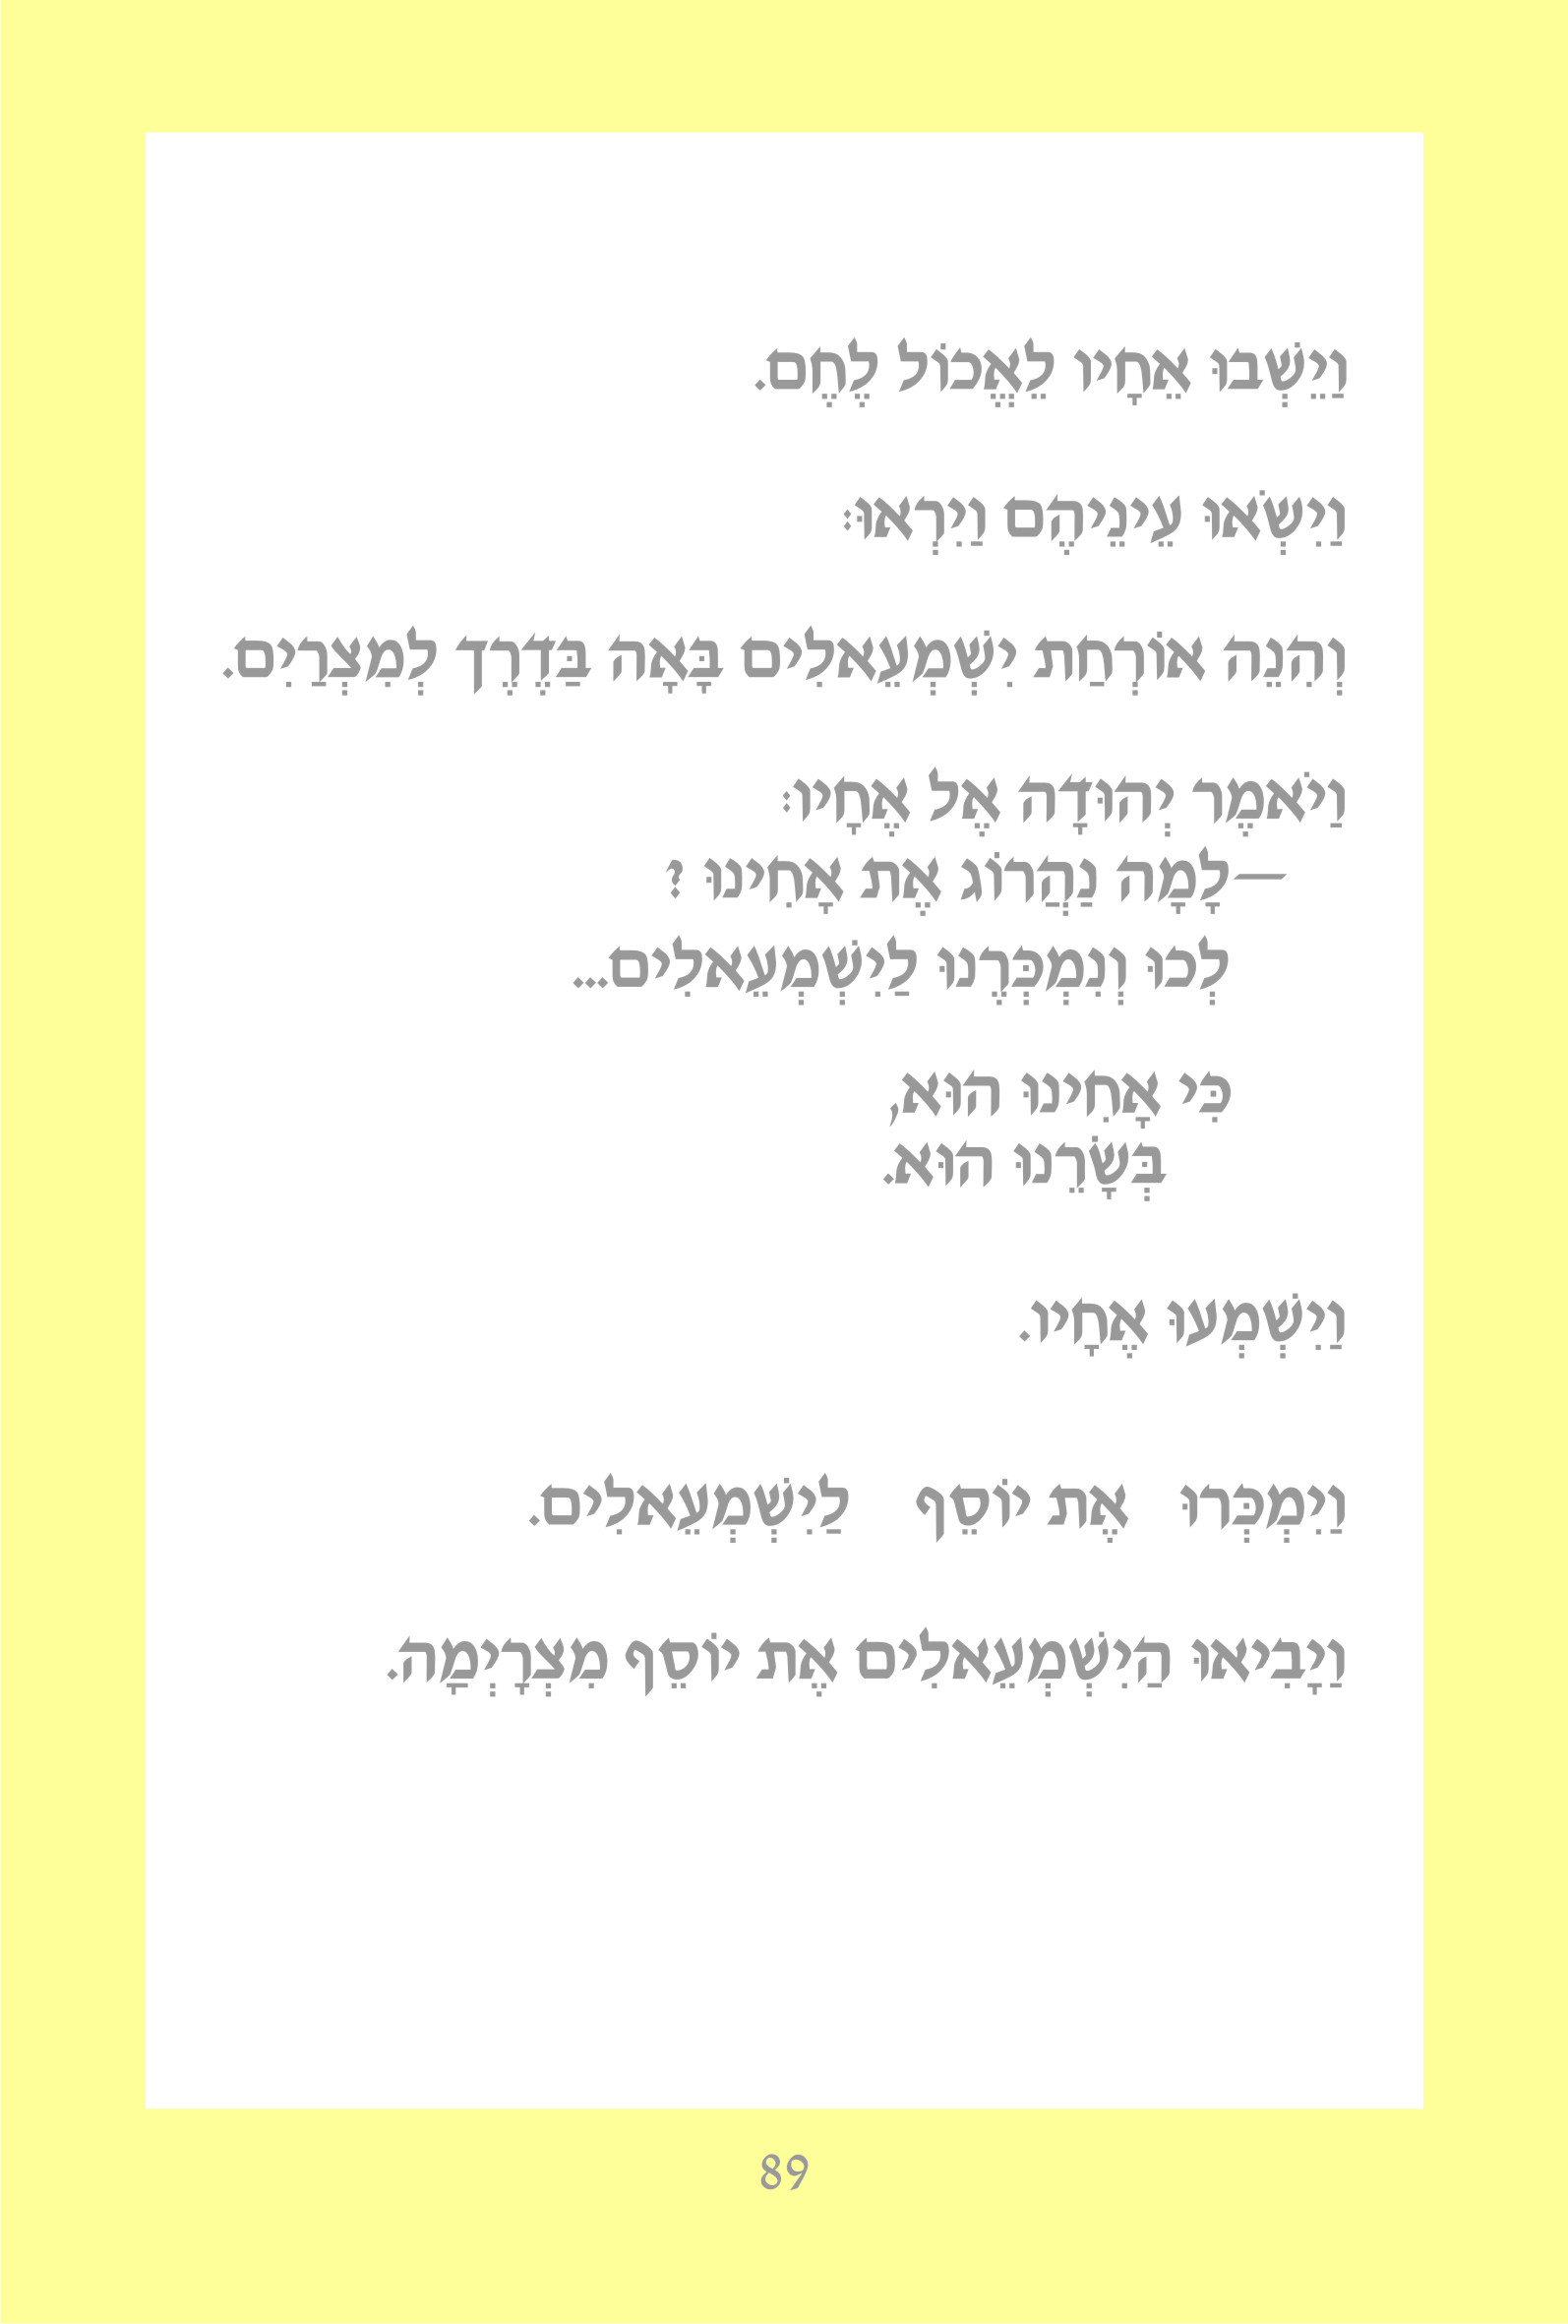 וַיֵּשְׁבוּ אֵחָיו לֵאֱכוֹל לֶחֶם.
וַיִשְׂאוּ עֵינֵיהֶם וַיִרְאוּ:
וְהִנֵה אוֹרְחַת יִשְׁמְעֵאלִים בָּאָה בַּדֶרֶך לְמִצְרַיִם.
וַיֹאמֶר יְהוּדָה אֶל אֶחָיו:
—לָמָה נַהֲרוֹג אֶת אָחִינוּ ?
לְכוּ וְנִמְכְּרֶנוּ לַיִשְׁמְעֵאלִים...
כִּי אָחִינוּ הוּא,
בְּשָׂרֵנוּ הוּא.
וַיִשְׁמְעוּ אֶחָיו.
וַיִמְכְּרוּ אֶת יוֹסֵף לַיִשְׁמְעֵאלִים.
וַיָבִיאוּ הַיִשְׁמְעֵאלִים אֶת יוֹסֵף מִצְרָיְמָה.
89